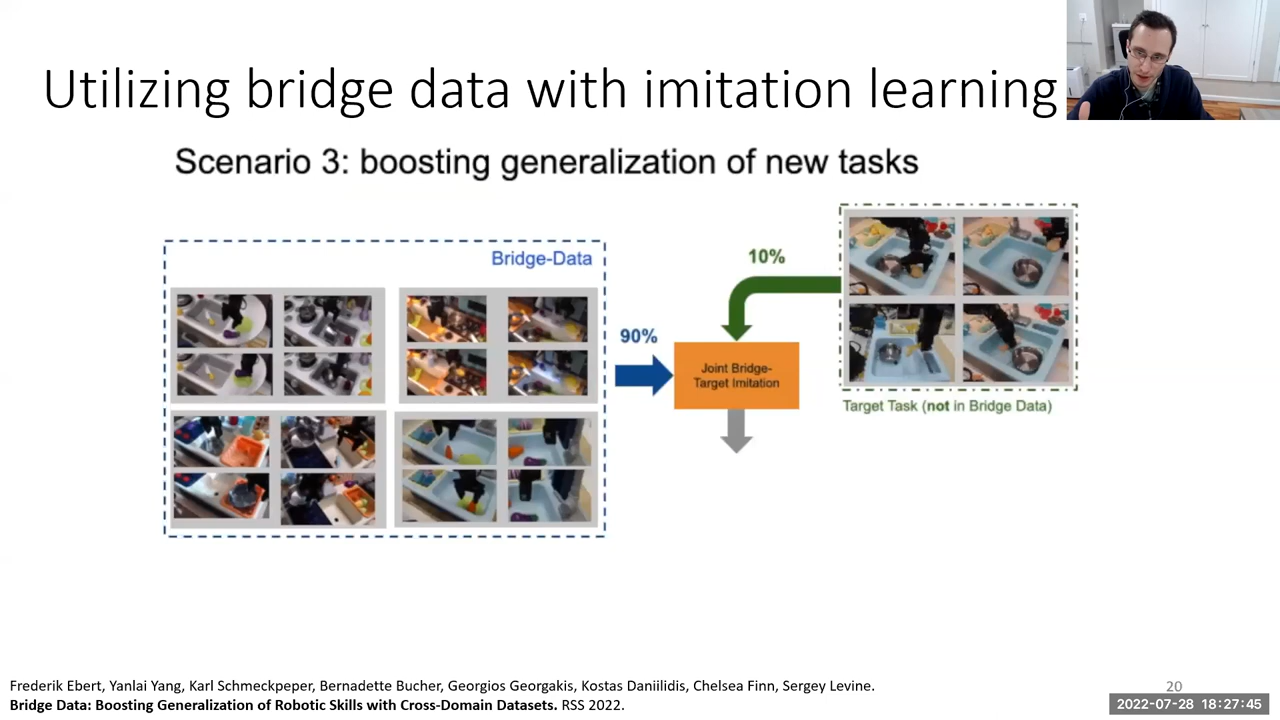 Utilizing bridge data with imitation learning
Scenario 3: boosting generalization of new tasks
Bridge-Data
90%
10%
Joint Bridge-
Target Imitation
Target Task (not in Bridge Data)
Frederik Ebert, Yanlai Yang, Karl Schmeckpeper, Bernadette Bucher, Georgios Georgakis, Kostas Daniilidis, Chelsea Finn, Sergey Levine.
Bridge Data: Boosting Generalization of Robotic Skills with Cross-Domain Datasets. RSS 2022.
20
2022-07-28 18:27:45